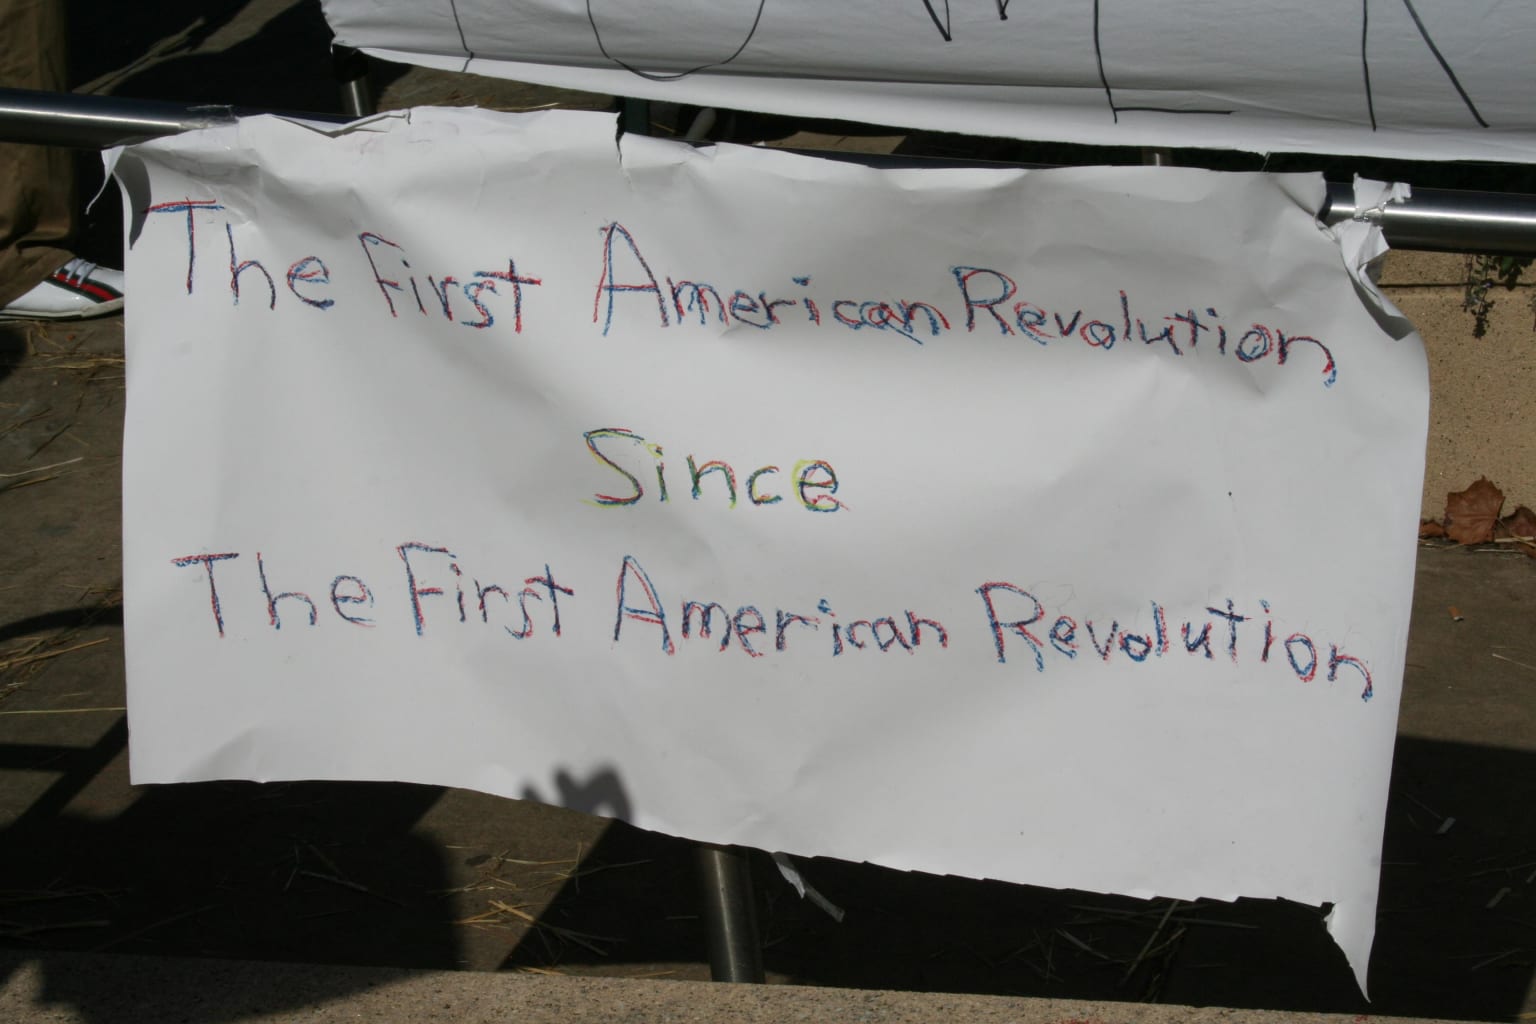 The First American Revolution
Since
The First American Revolution